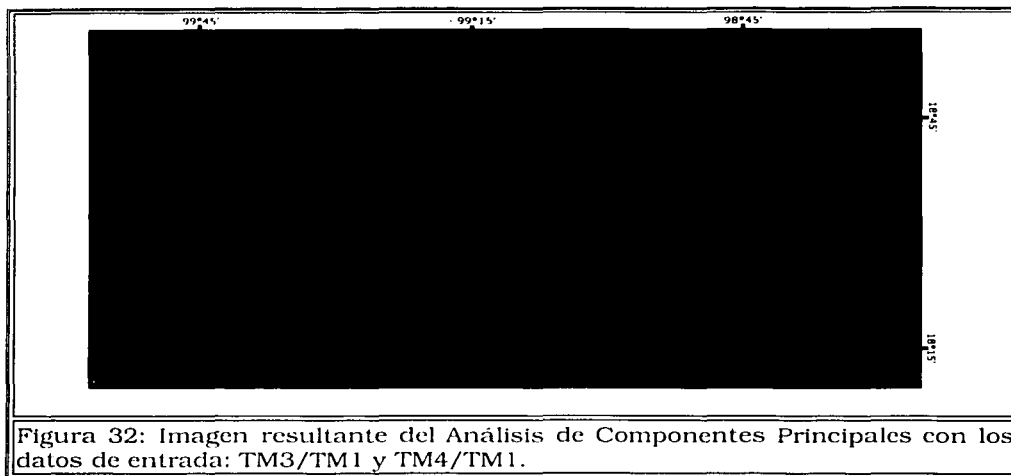 99°45'
99°15'
98°45'
18°45'
18°15'
Figura 32: Imagen resultante del Análisis de Componentes Principales con los
datos de entrada: TM3/TM1 y TM4/TM1.